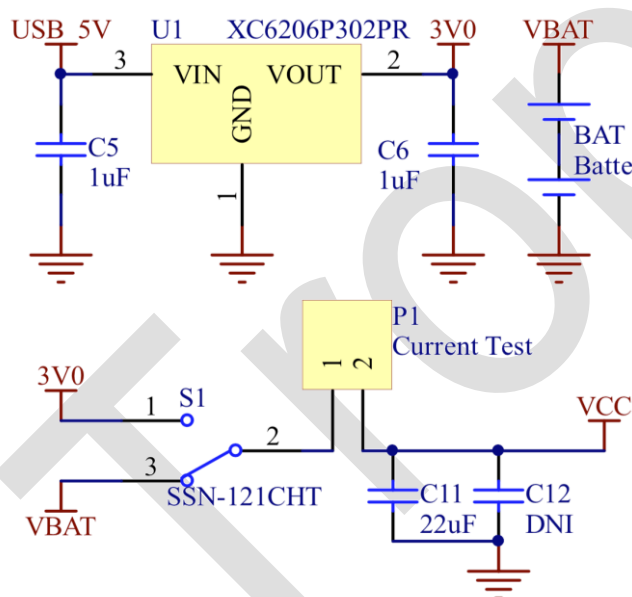 USB_5V
U1
XC6206P302PR
3V0
VBAT
3
VIN
VOUT
2
GND
1
C5
1uF
C6
1uF
BAT
Batte
P1
Current Test
1
2
3V0
1
S1
2
VCC
3
SSN-121CHT
VBAT
C11
22uF
C12
DNI